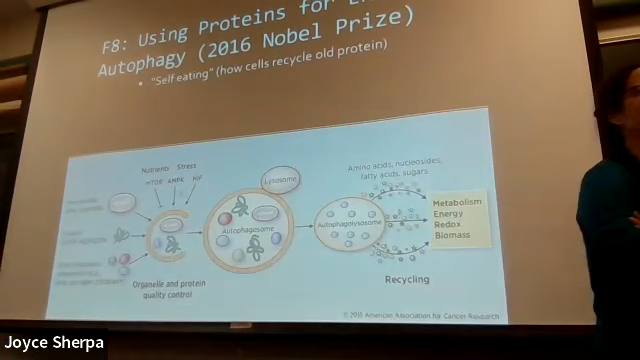 F8: Using Proteins for
Autophagy (2016 Nobel Prize)
• "Self eating" (how cells recycle old protein)
Nutrients Stress
mTOR AMPK HIF
Lysosome
Autophagosome
Organelle and protein
quality control
Amino acids, nucleosides,
fatty acids, sugars
Autophagolysosome
Metabolism
Energy
Redox
Biomass
Recycling
© 2015 American Association for Cancer Research
Joyce Sherpa